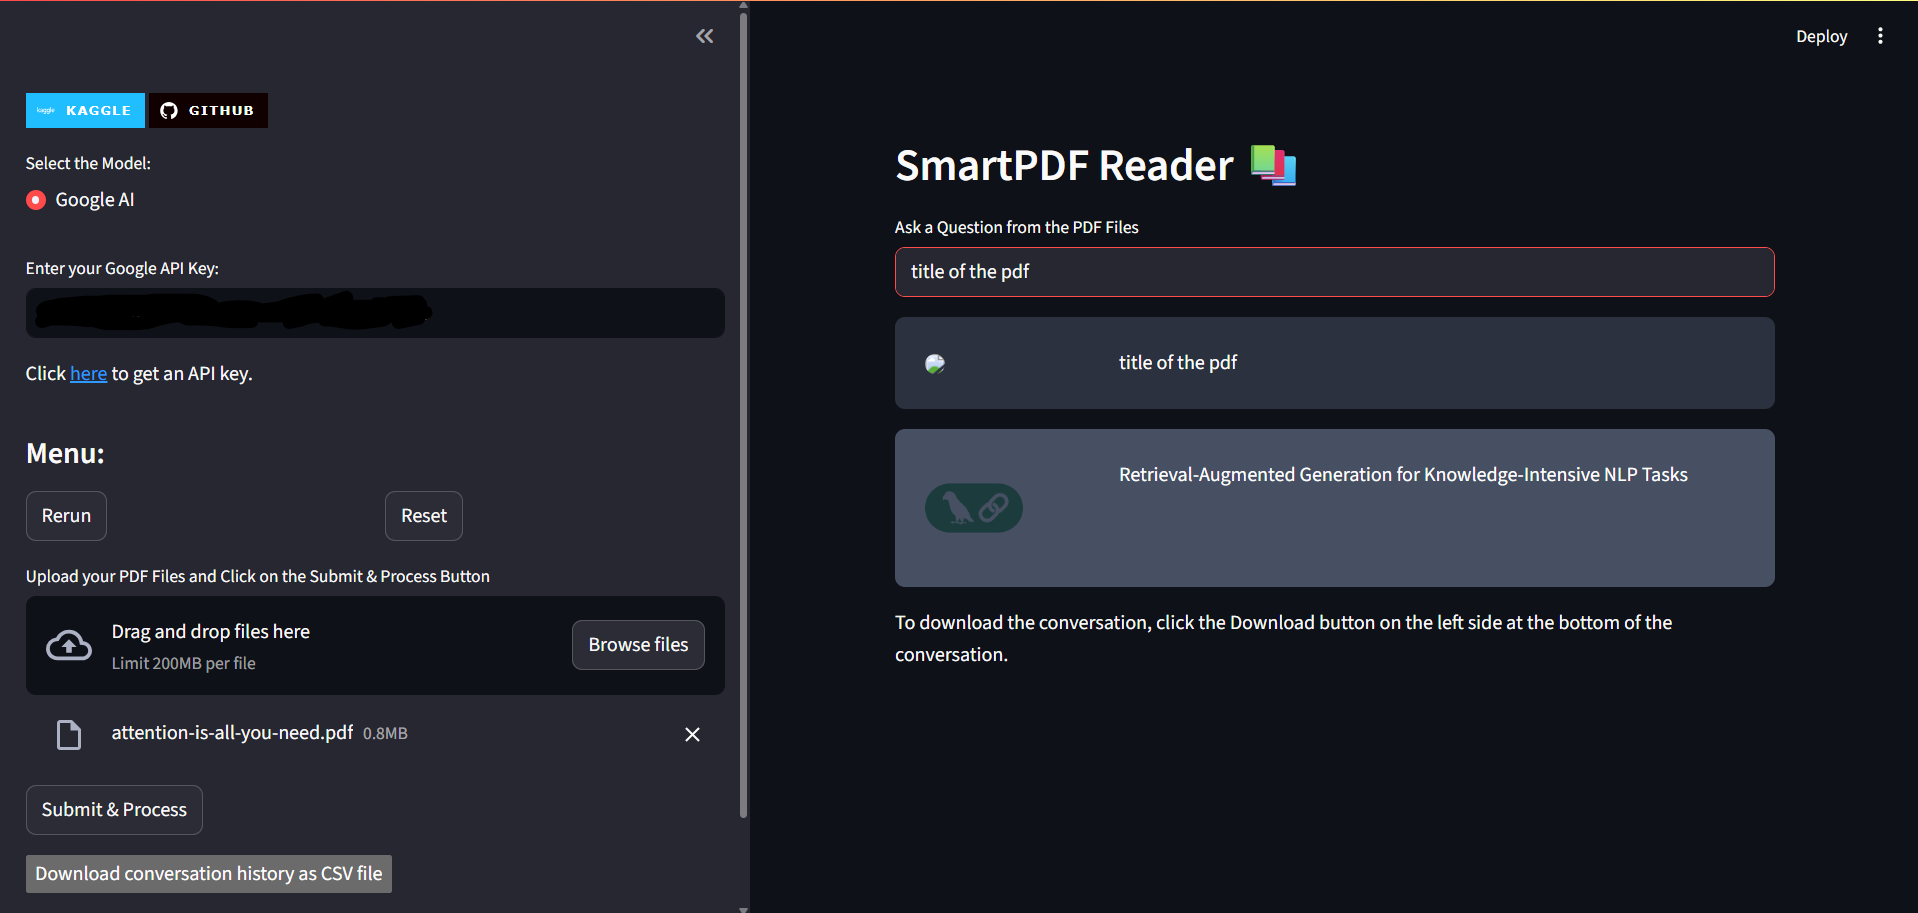 Deploy
kaggle KAGGLE GITHUB
Select the Model:
Google AI
Enter your Google API Key:
Click here to get an API key.
Menu:
Rerun
Reset
Upload your PDF Files and Click on the Submit & Process Button
Drag and drop files here
Limit 200MB per file
Browse files
attention-is-all-you-need.pdf 0.8MB
Submit & Process
Download conversation history as CSV file
SmartPDF Reader
Ask a Question from the PDF Files
title of the pdf
title of the pdf
Retrieval-Augmented Generation for Knowledge-Intensive NLP Tasks
To download the conversation, click the Download button on the left side at the bottom of the
conversation.